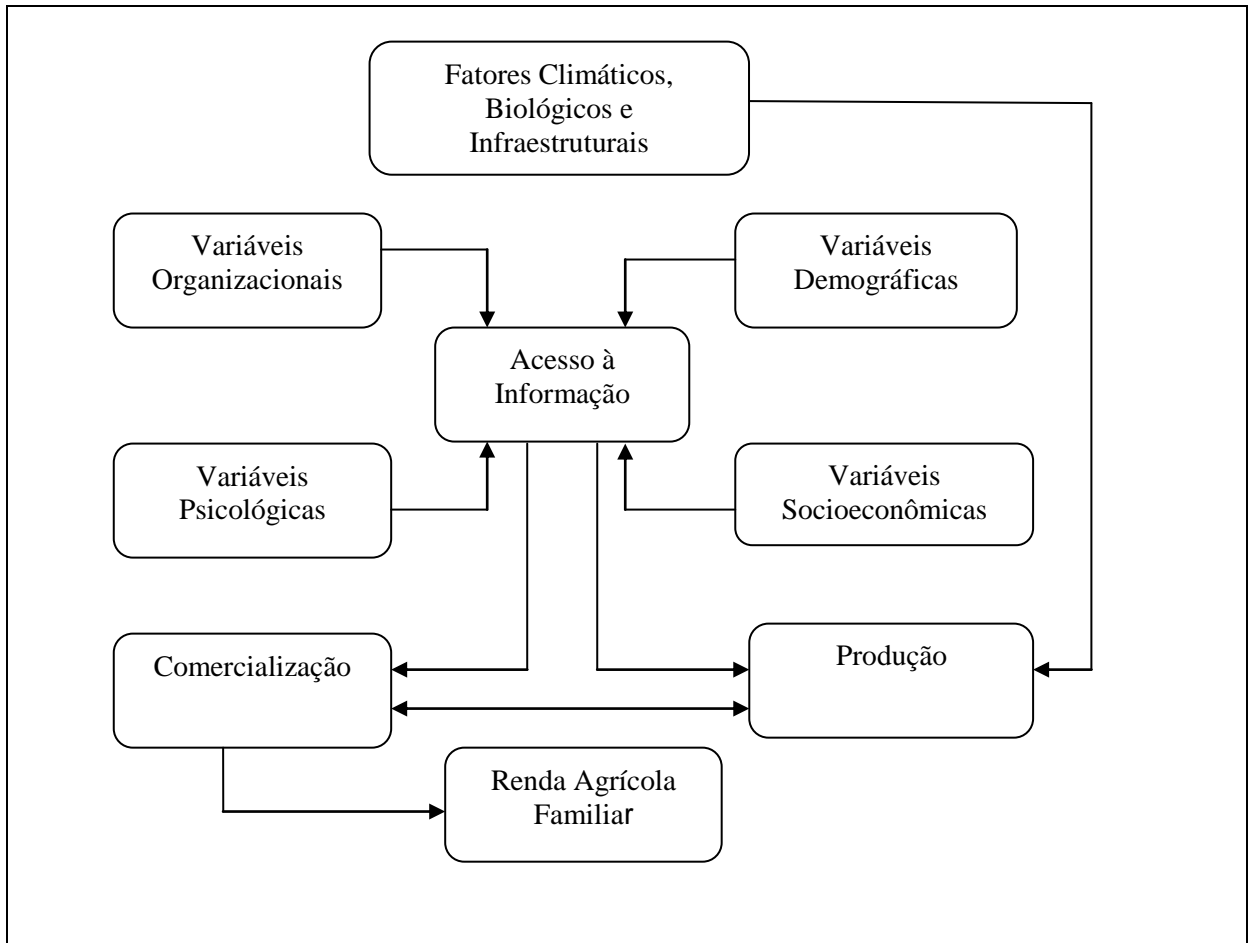 Fatores Climáticos,
Biológicos e
Infraestruturais
Variáveis
Organizacionais
Variáveis
Demográficas
Acesso à
Informação
Variáveis
Psicológicas
Variáveis
Socioeconômicas
Comercialização
Produção
Renda Agrícola
Familiar